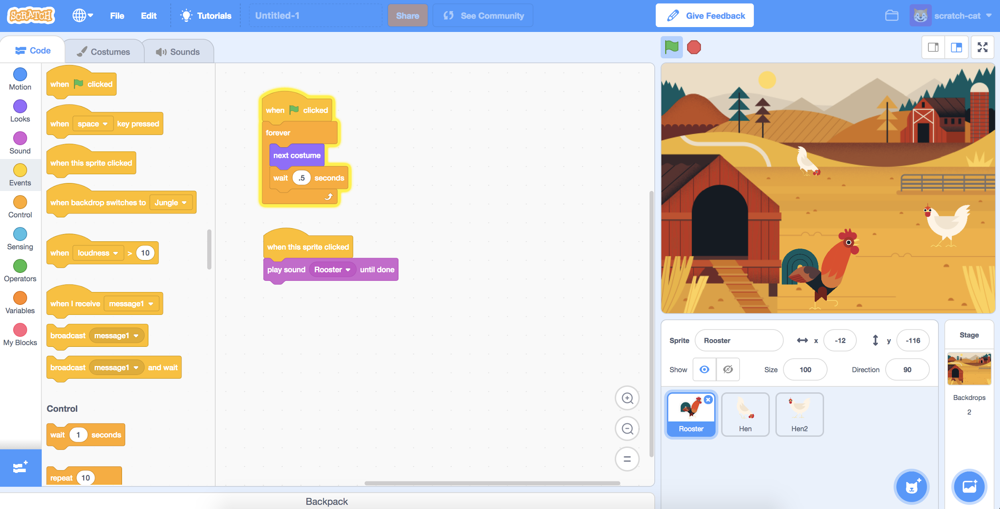 SCRATCH
File
Edit
Tutorials
Untitled-1
Share
See Community
Give Feedback
scratch-cat
Code
Costumes
Sounds
Motion
Looks
Sound
Events
Control
Sensing
Operators
Variables
My Blocks
when clicked
when space key pressed
when this sprite clicked
when backdrop switches to Jungle
when loudness > 10
when I receive message1
broadcast message1
broadcast message1 and wait
Control
wait 1 seconds
repeat 10
when clicked
forever
next costume
wait .5 seconds
when this sprite clicked
play sound Rooster until done
Backpack
Sprite Rooster x -12 y -116
Show Size 100 Direction 90
Rooster
Hen
Hen2
Stage
Backdrops
2